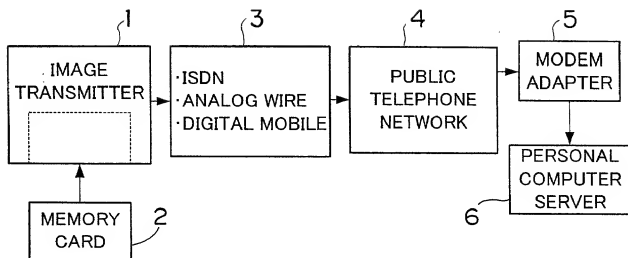 1
IMAGE
TRANSMITTER
3
·ISDN
·ANALOG WIRE
·DIGITAL MOBILE
4
PUBLIC
TELEPHONE
NETWORK
5
MODEM
ADAPTER
PERSONAL
COMPUTER
SERVER
6
MEMORY
CARD
2